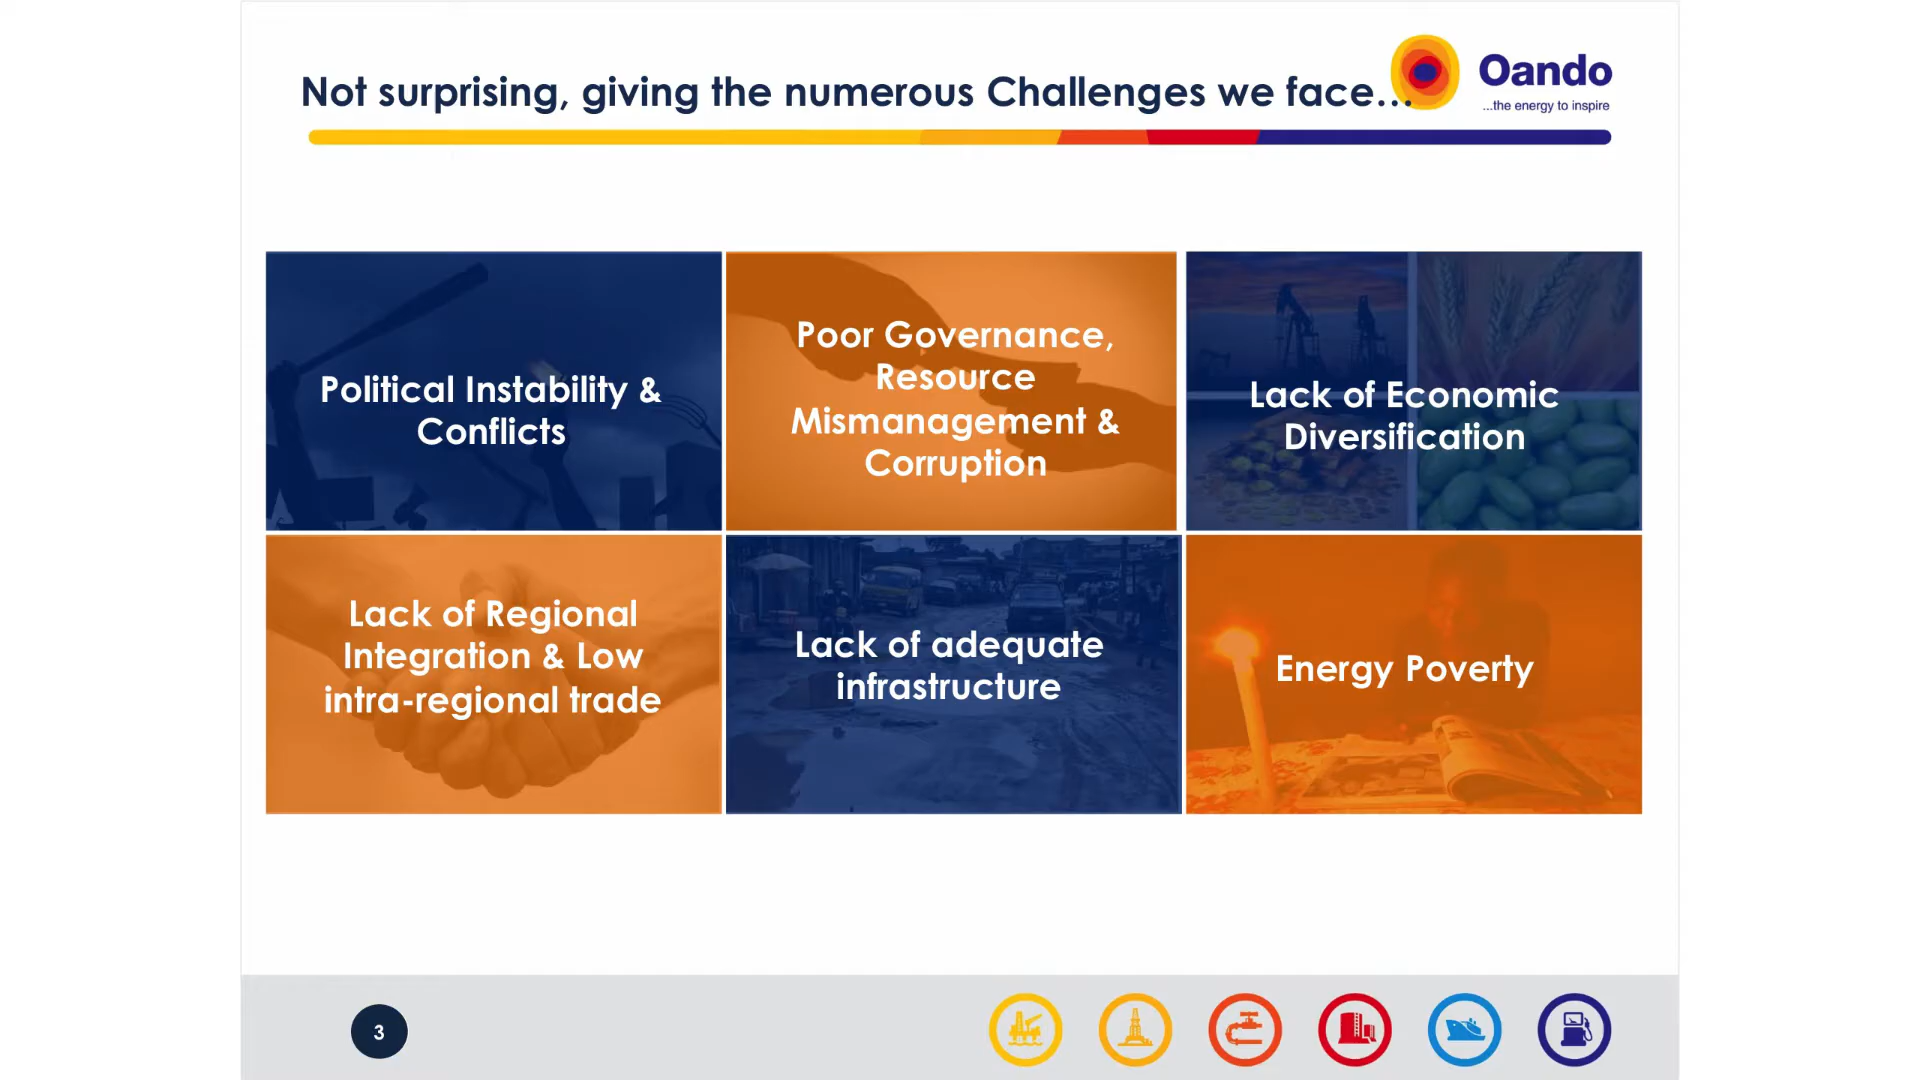 Not surprising, giving the numerous Challenges we face...
Oando
...the energy to inspire
Political Instability &
Conflicts
Poor Governance,
Resource
Mismanagement &
Corruption
Lack of Economic
Diversification
Lack of Regional
Integration & Low
intra-regional trade
Lack of adequate
infrastructure
Energy Poverty
3